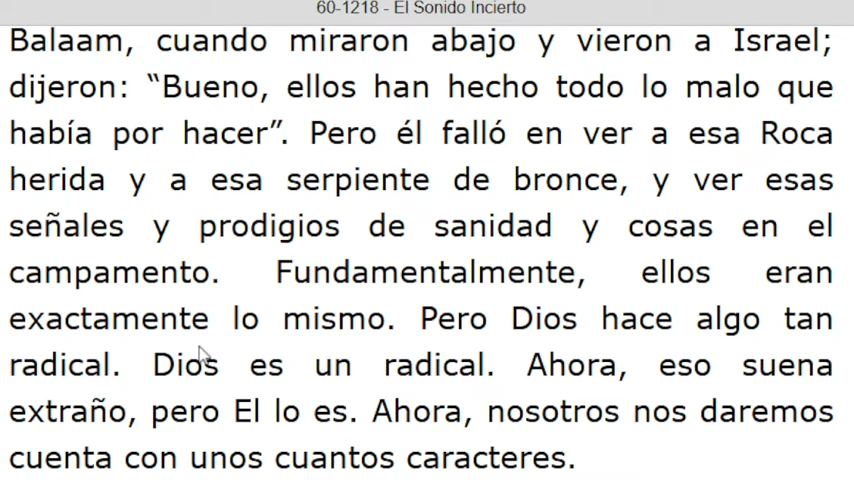 60-1218 - El Sonido Incierto
Balaam, cuando miraron abajo y vieron a Israel;
dijeron: “Bueno, ellos han hecho todo lo malo que
había por hacer”. Pero él falló en ver a esa Roca
herida y a esa serpiente de bronce, y ver esas
señales y prodigios de sanidad y cosas en el
campamento. Fundamentalmente, ellos eran
exactamente lo mismo. Pero Dios hace algo tan
radical. Dios es un radical. Ahora, eso suena
extraño, pero El lo es. Ahora, nosotros nos daremos
cuenta con unos cuantos caracteres.